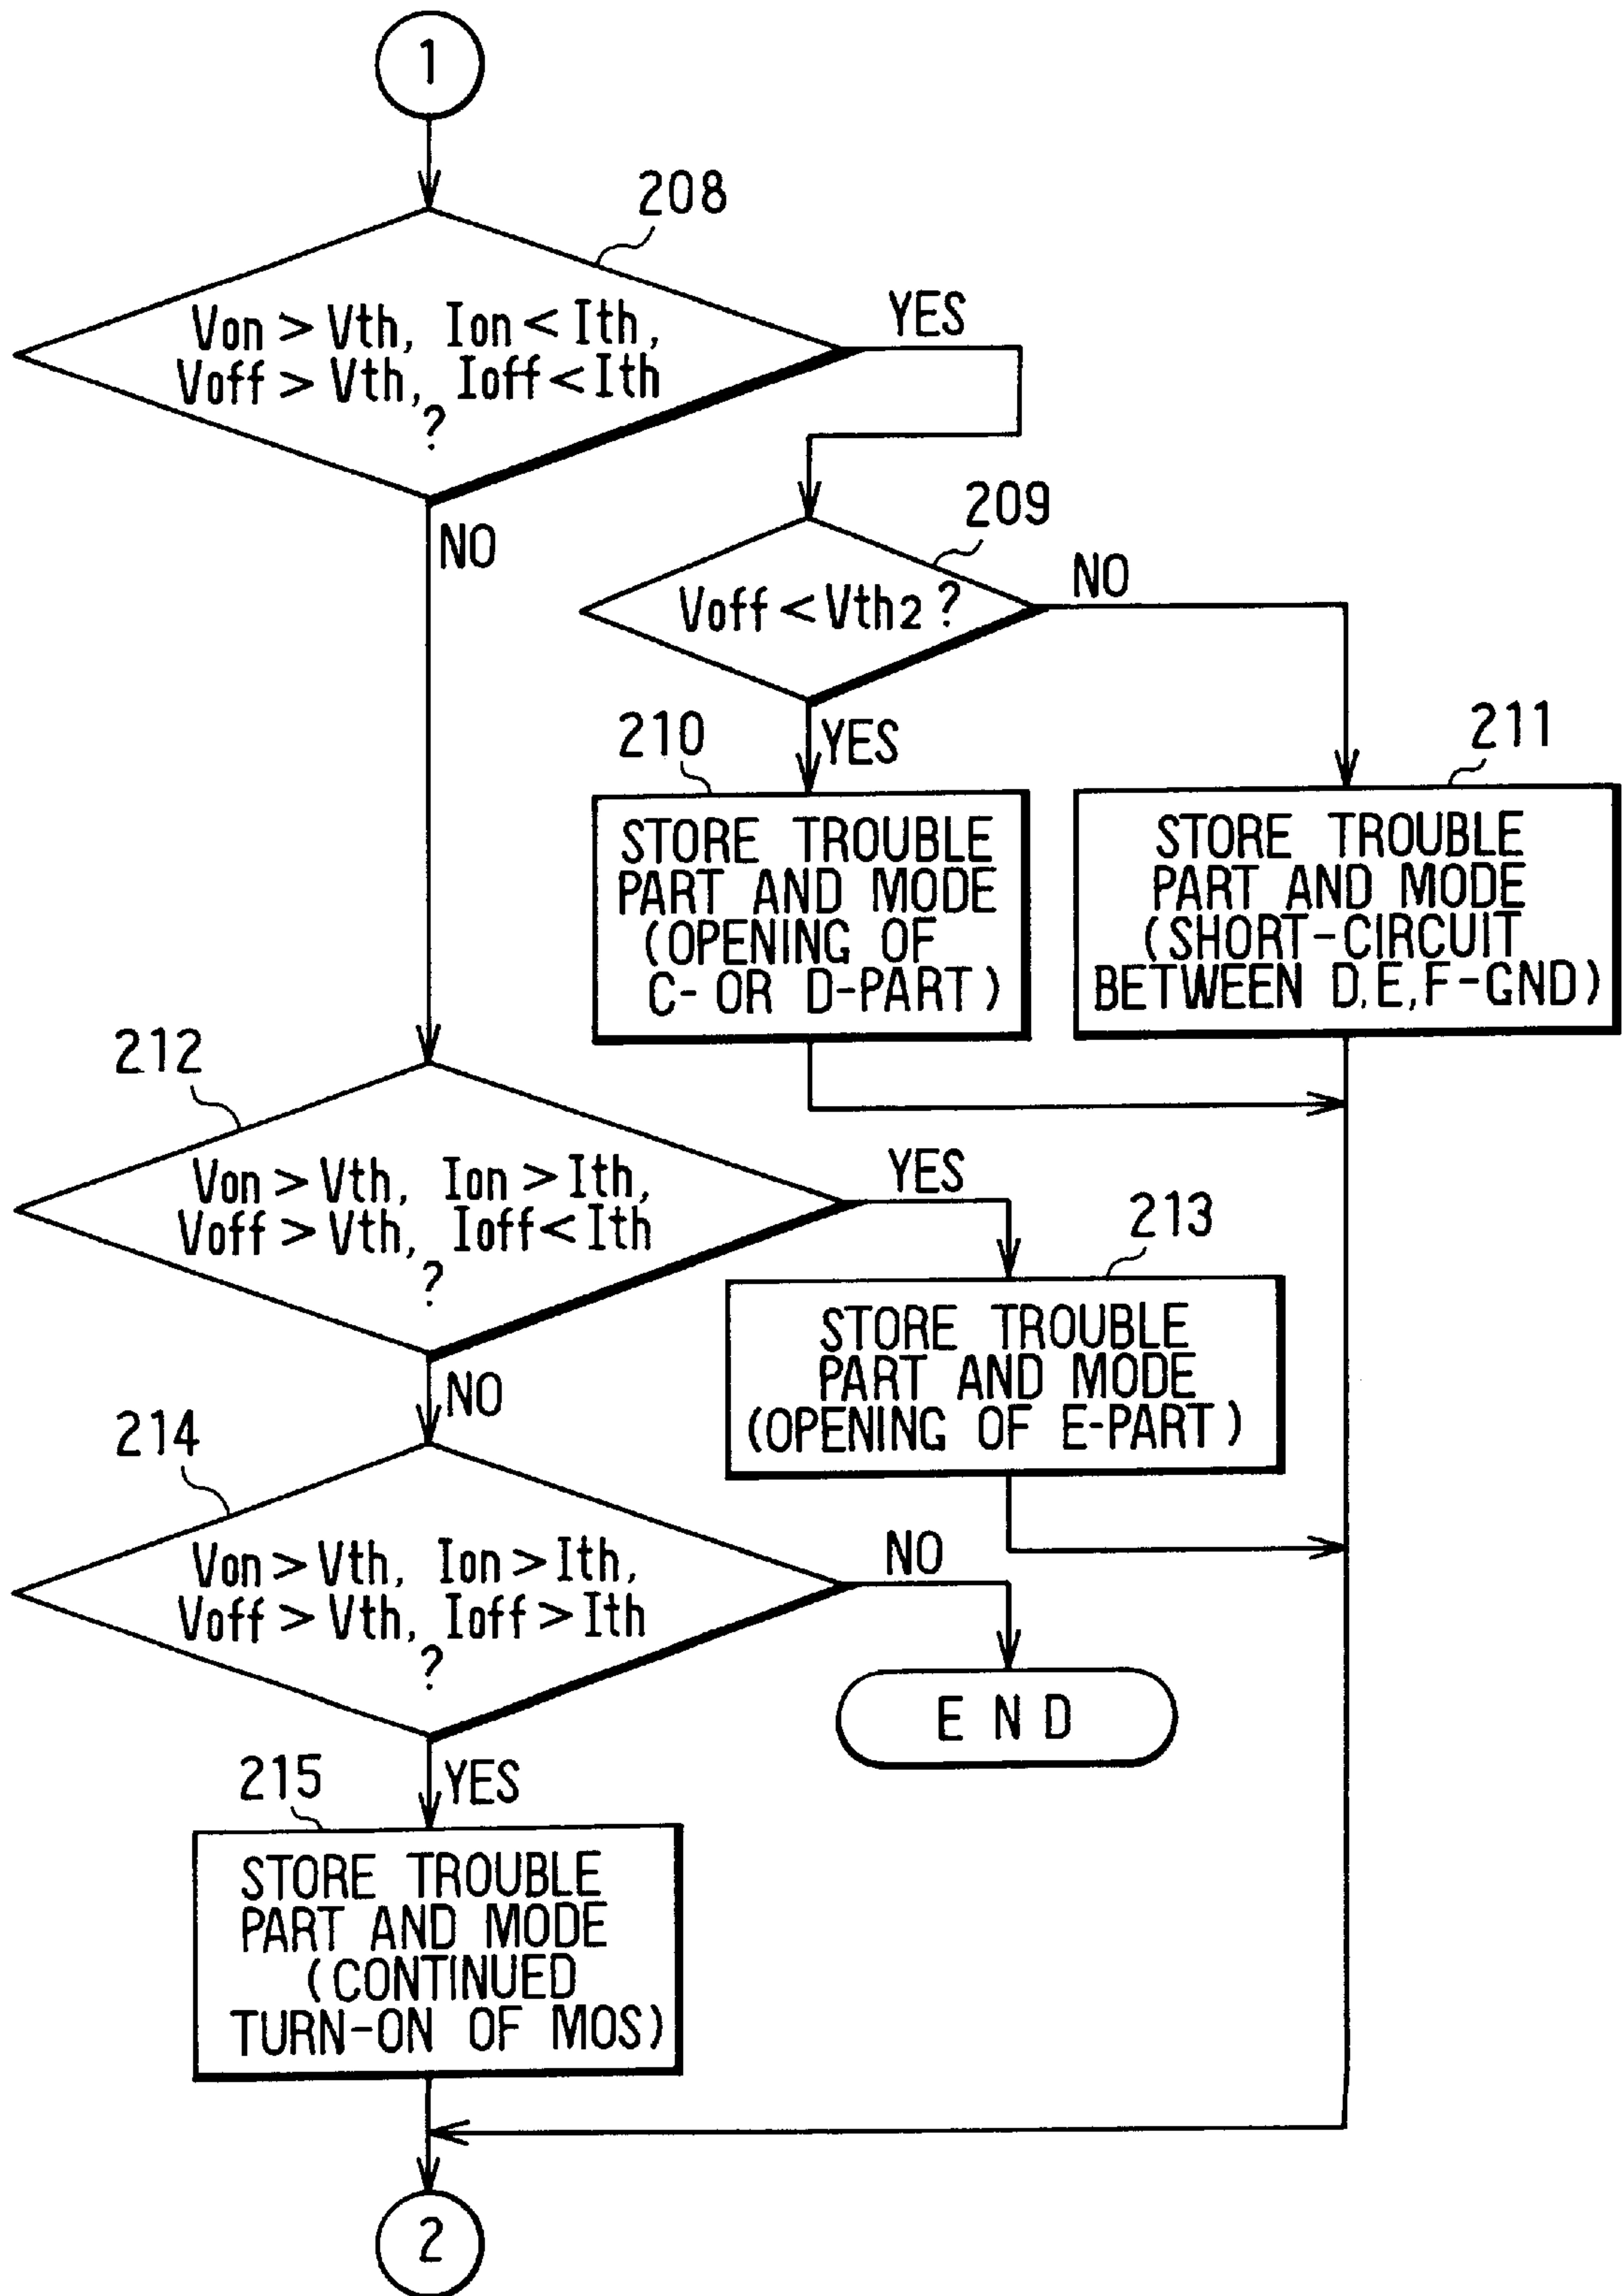 1
208
Von > Vth, Ion < Ith,
Voff > Vth, Ioff < Ith
?
YES
NO
209
Voff < Vth2 ?
NO
YES
210
STORE TROUBLE
PART AND MODE
(OPENING OF
C- OR D-PART)
211
STORE TROUBLE
PART AND MODE
(SHORT-CIRCUIT
BETWEEN D,E,F-GND)
212
Von > Vth, Ion > Ith,
Voff > Vth, Ioff < Ith
?
YES
NO
213
STORE TROUBLE
PART AND MODE
(OPENING OF E-PART)
214
Von > Vth, Ion > Ith,
Voff > Vth, Ioff > Ith
?
NO
YES
END
215
STORE TROUBLE
PART AND MODE
(CONTINUED
TURN-ON OF MOS)
2